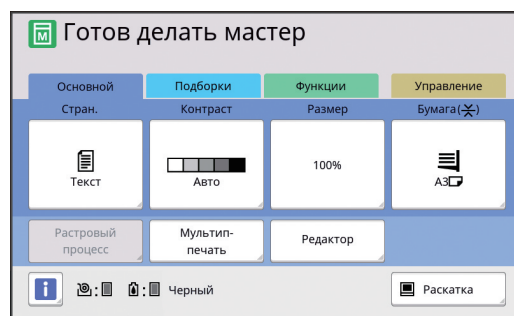 M
Готов делать мастер
Основной
Подборки
Функции
Управление
Стран.
Контраст
Размер
Бумага( )
Текст
Авто
100%
A3
Растровый
процесс
Мультип-
печать
Редактор
i
: : Черный
Раскатка